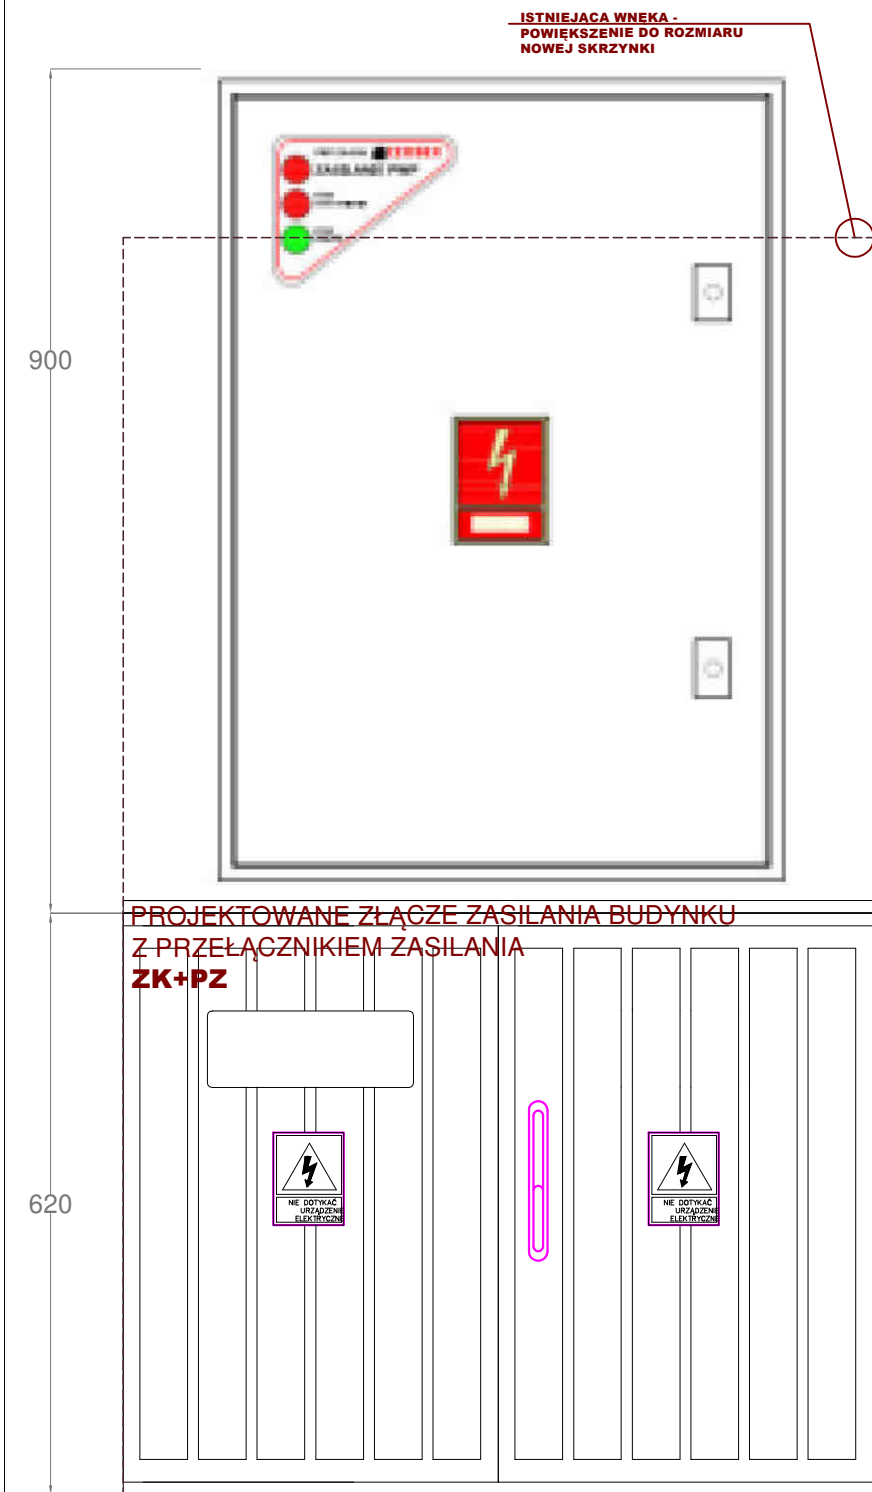 ISTNIEJĄCA WNĘKA -
POWIĘKSZENIE DO ROZMIARU
NOWEJ SKRZYNKI
ZASILANIE PWP
900
PROJEKTOWANE ZŁĄCZE ZASILANIA BUDYNKU
Z PRZEŁĄCZNIKIEM ZASILANIA
ZK+PZ
NIE DOTYKAĆ
URZĄDZENIE
ELEKTRYCZNE
NIE DOTYKAĆ
URZĄDZENIE
ELEKTRYCZNE
620